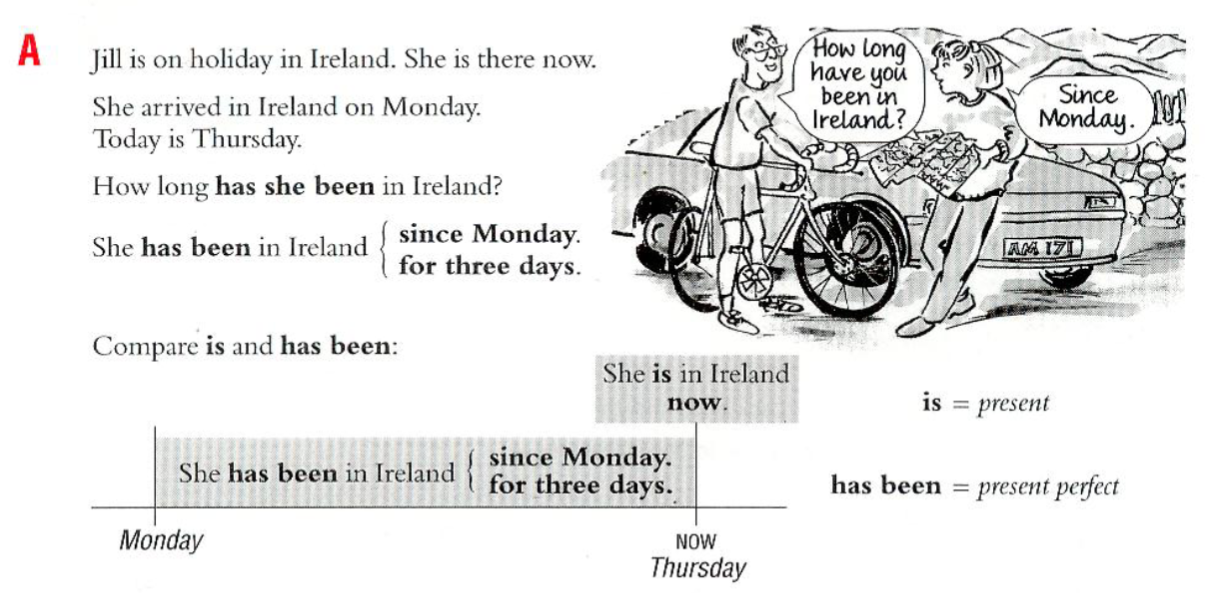 A
Jill is on holiday in Ireland. She is there now.
She arrived in Ireland on Monday.
Today is Thursday.
How long has she been in Ireland?
She has been in Ireland { since Monday.
for three days.
How long
have you
been in
Ireland?
Since
Monday.
AM 171
Compare is and has been:
She is in Ireland
now.
is = present
She has been in Ireland { since Monday.
for three days.
has been = present perfect
Monday
NOW
Thursday